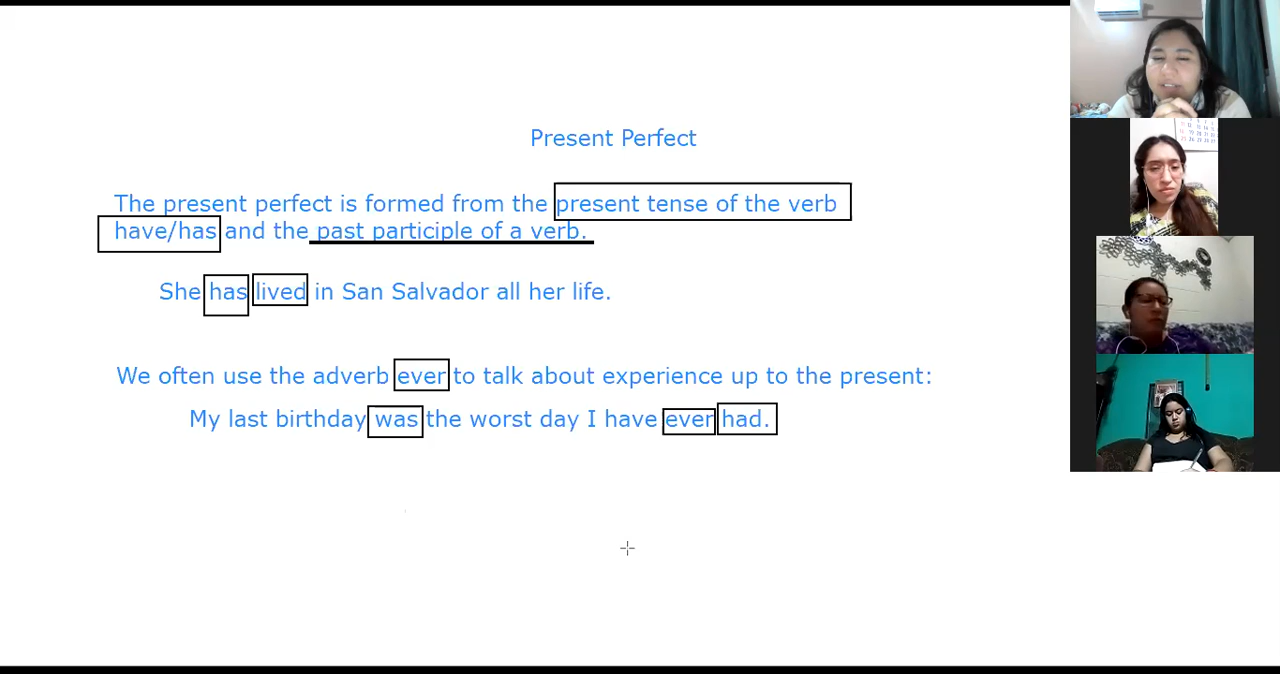 Present Perfect
The present perfect is formed from the present tense of the verb
have/has and the past participle of a verb.
She has lived in San Salvador all her life.
We often use the adverb ever to talk about experience up to the present:
My last birthday was the worst day I have ever had.